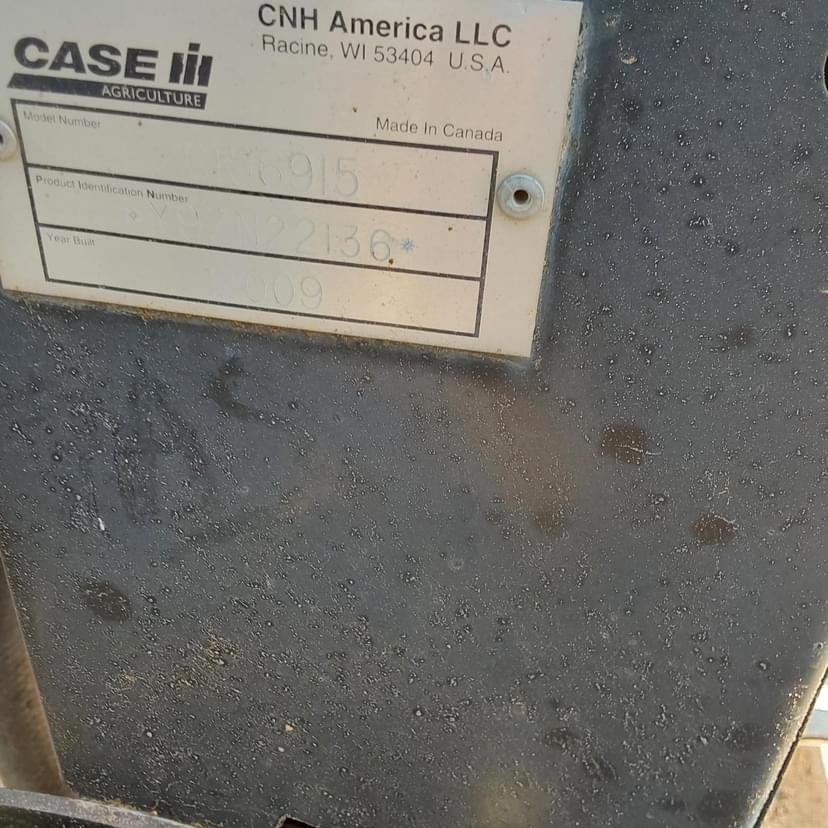 CNH America LLC
Racine, WI 53404 U.S.A.
CASE IH
AGRICULTURE
Made In Canada
Model Number
6915
Product Identification Number
N22136*
Year Built